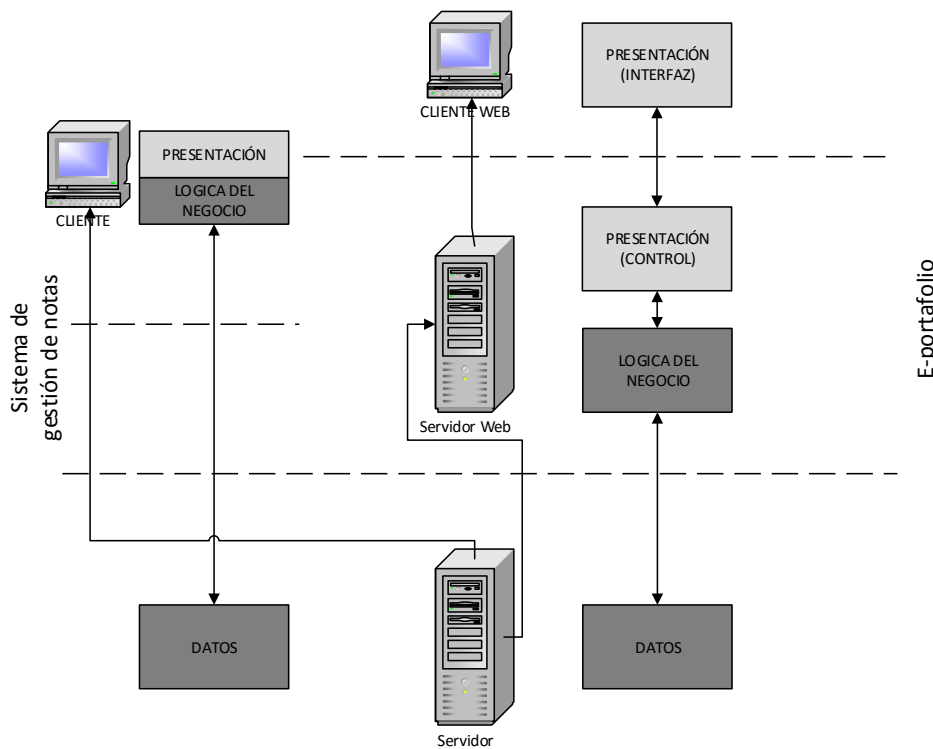 PRESENTACIÓN
(INTERFAZ)
CLIENTE WEB
PRESENTACIÓN
LOGICA DEL
NEGOCIO
CLIENTE
PRESENTACIÓN
(CONTROL)
Sistema de
gestión de notas
E-portafolio
LOGICA DEL
NEGOCIO
Servidor Web
DATOS
DATOS
Servidor